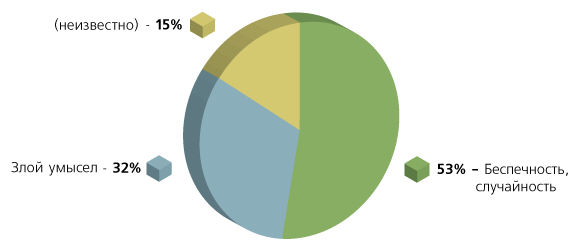 (неизвестно) - 15%
Злой умысел - 32%
53% – Беспечность,
случайность